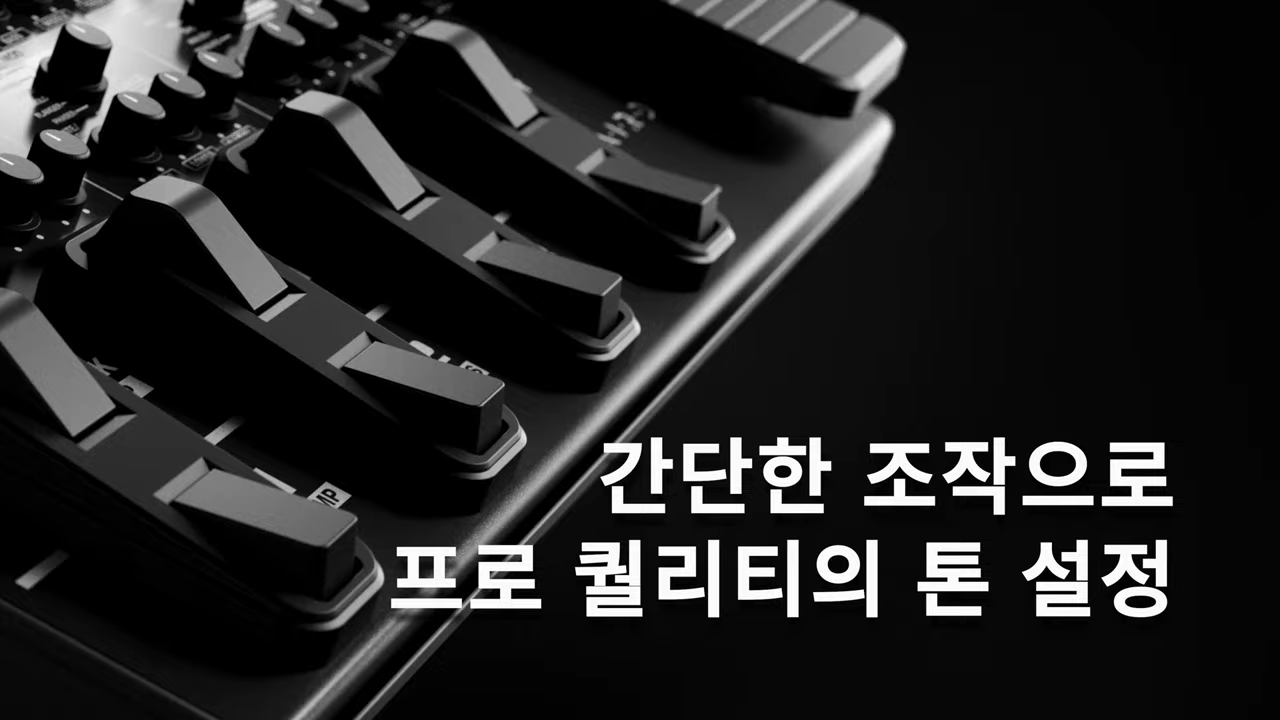 간단한 조작으로
프로 퀄리티의 톤 설정